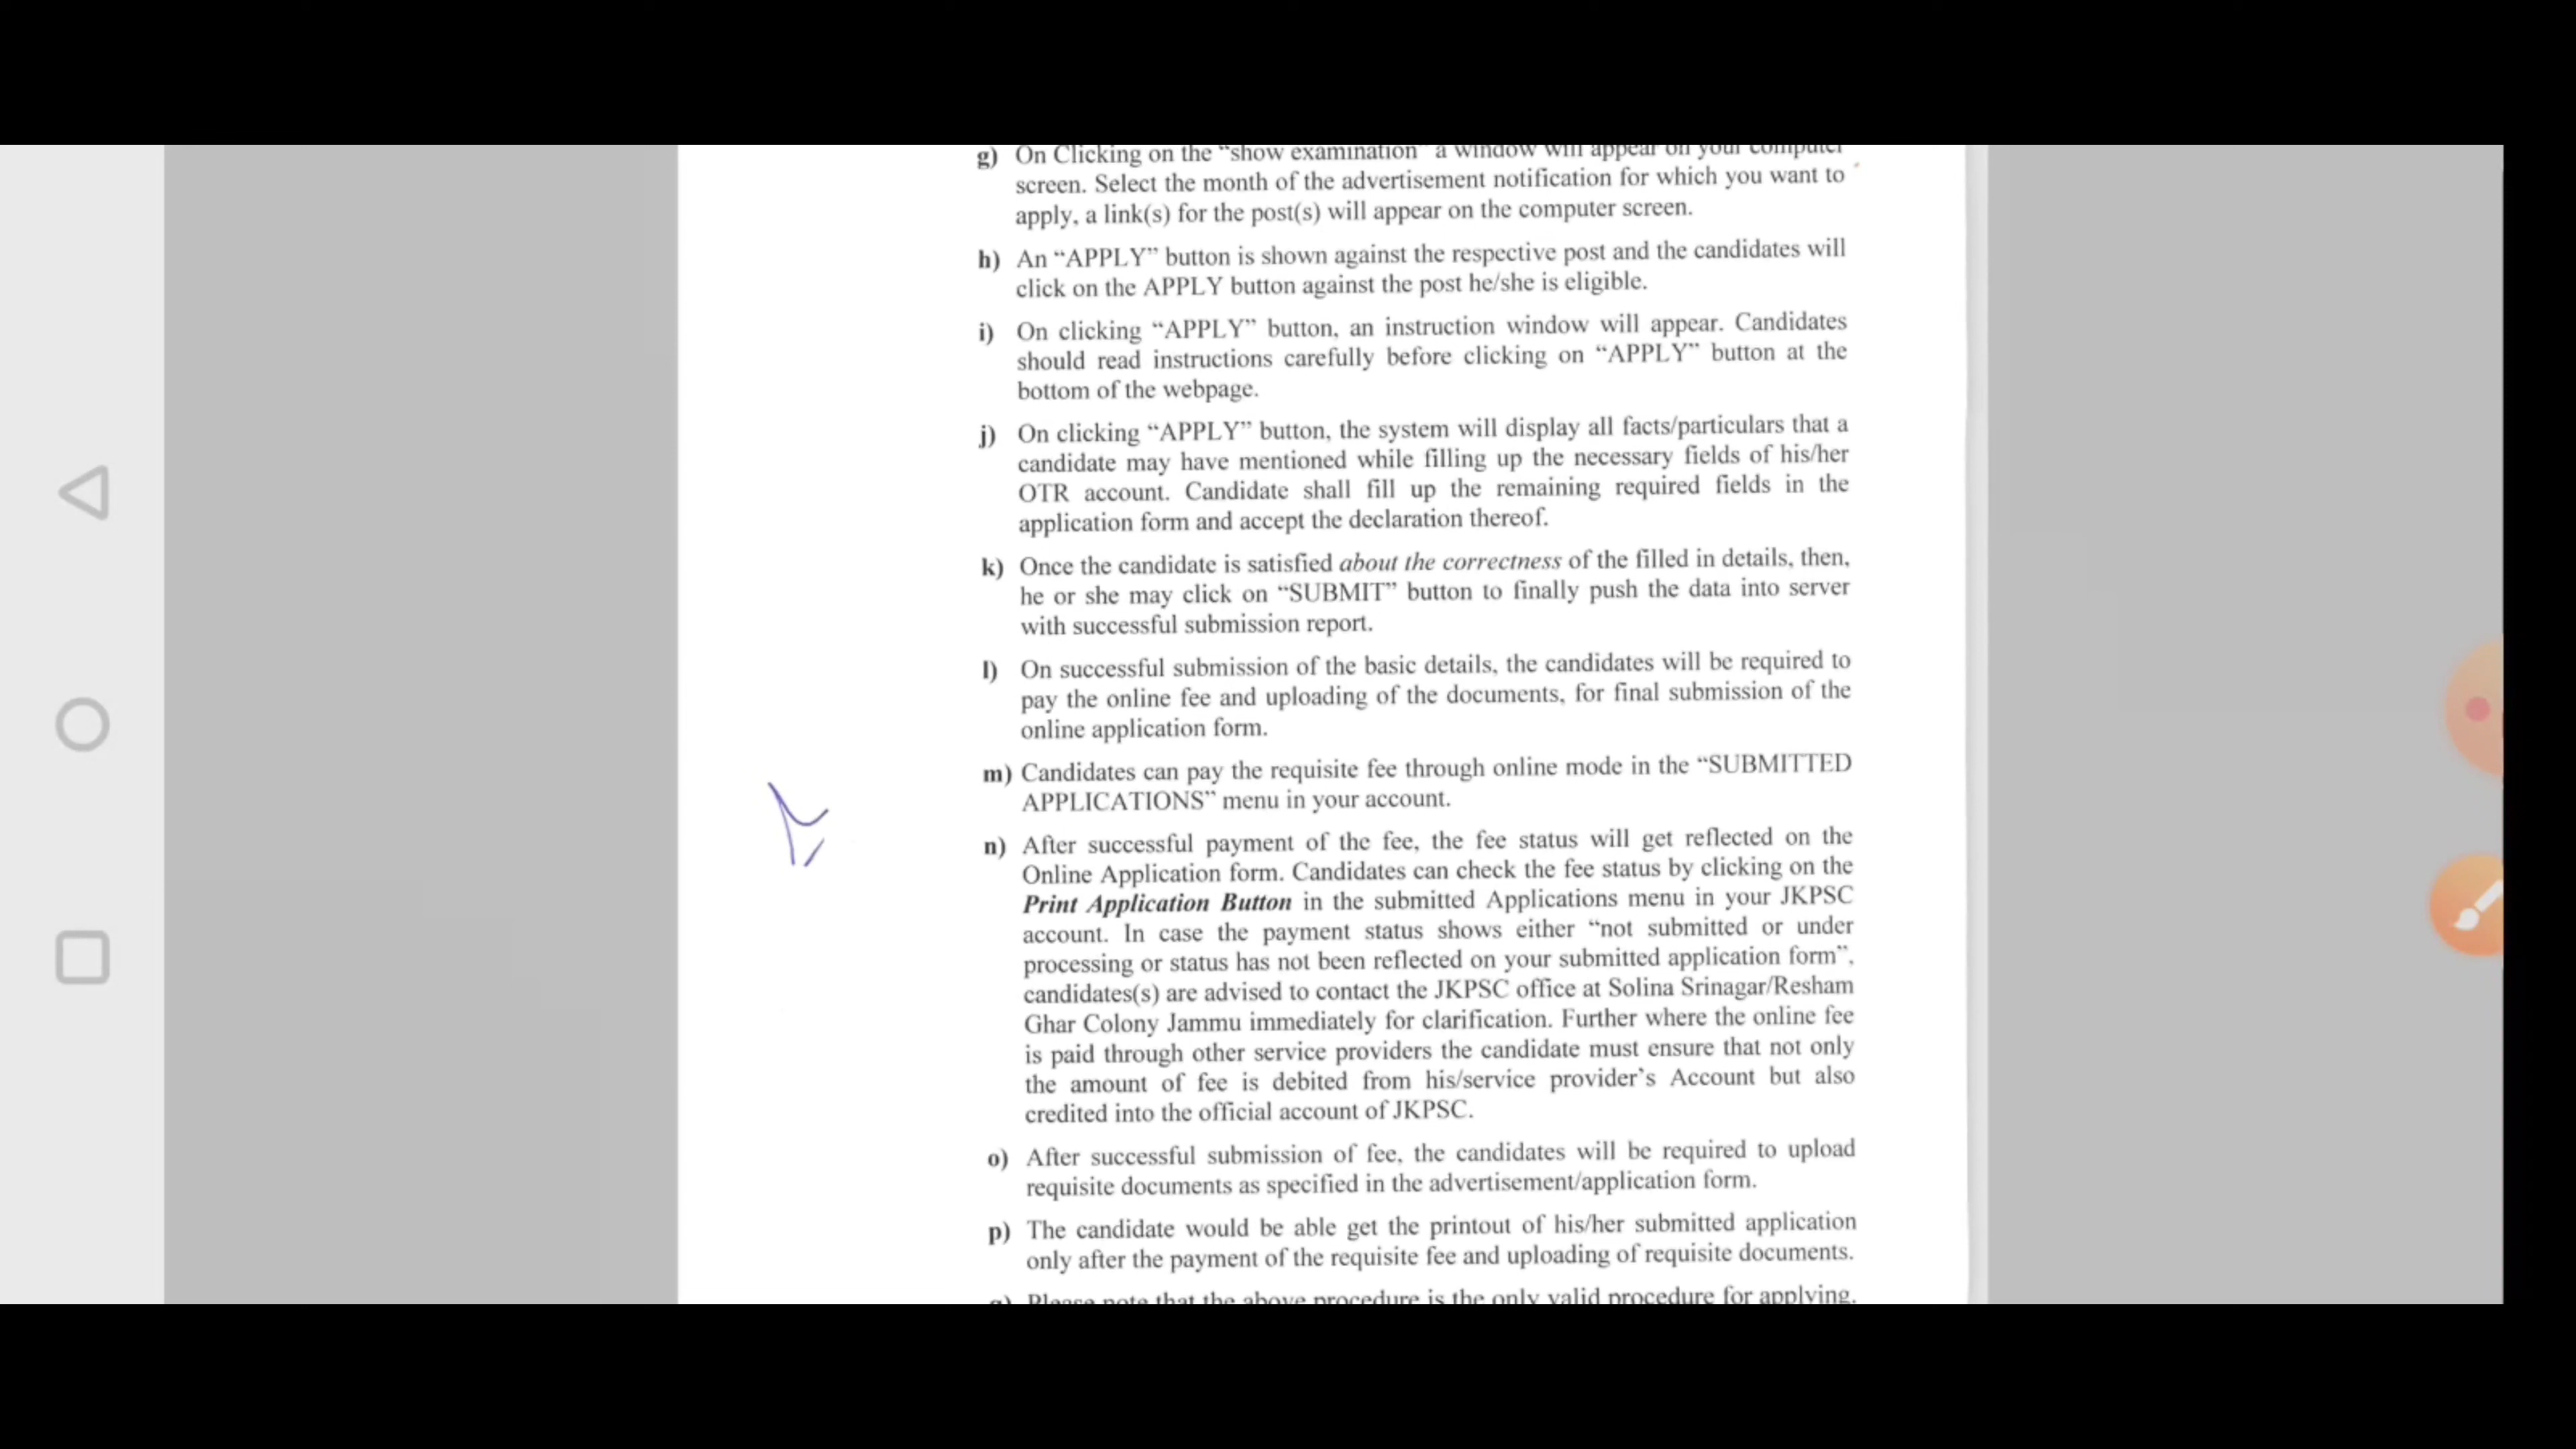 g) On Clicking on the “show examination” a window will appear on your computer
screen. Select the month of the advertisement notification for which you want to
apply, a link(s) for the post(s) will appear on the computer screen.
h) An “APPLY” button is shown against the respective post and the candidates will
click on the APPLY button against the post he/she is eligible.
i) On clicking “APPLY” button, an instruction window will appear. Candidates
should read instructions carefully before clicking on “APPLY” button at the
bottom of the webpage.
j) On clicking “APPLY” button, the system will display all facts/particulars that a
candidate may have mentioned while filling up the necessary fields of his/her
OTR account. Candidate shall fill up the remaining required fields in the
application form and accept the declaration thereof.
k) Once the candidate is satisfied about the correctness of the filled in details, then,
he or she may click on “SUBMIT” button to finally push the data into server
with successful submission report.
l) On successful submission of the basic details, the candidates will be required to
pay the online fee and uploading of the documents, for final submission of the
online application form.
m) Candidates can pay the requisite fee through online mode in the “SUBMITTED
APPLICATIONS” menu in your account.
n) After successful payment of the fee, the fee status will get reflected on the
Online Application form. Candidates can check the fee status by clicking on the
Print Application Button in the submitted Applications menu in your JKPSC
account. In case the payment status shows either “not submitted or under
processing or status has not been reflected on your submitted application form”,
candidates(s) are advised to contact the JKPSC office at Solina Srinagar/Resham
Ghar Colony Jammu immediately for clarification. Further where the online fee
is paid through other service providers the candidate must ensure that not only
the amount of fee is debited from his/service provider’s Account but also
credited into the official account of JKPSC.
o) After successful submission of fee, the candidates will be required to upload
requisite documents as specified in the advertisement/application form.
p) The candidate would be able get the printout of his/her submitted application
only after the payment of the requisite fee and uploading of requisite documents.
q) Please note that the above procedure is the only valid procedure for applying.